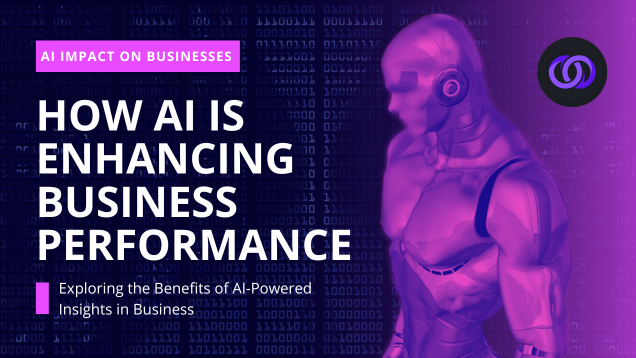 AI IMPACT ON BUSINESSES
HOW AI IS
ENHANCING
BUSINESS
PERFORMANCE
Exploring the Benefits of AI-Powered
Insights in Business